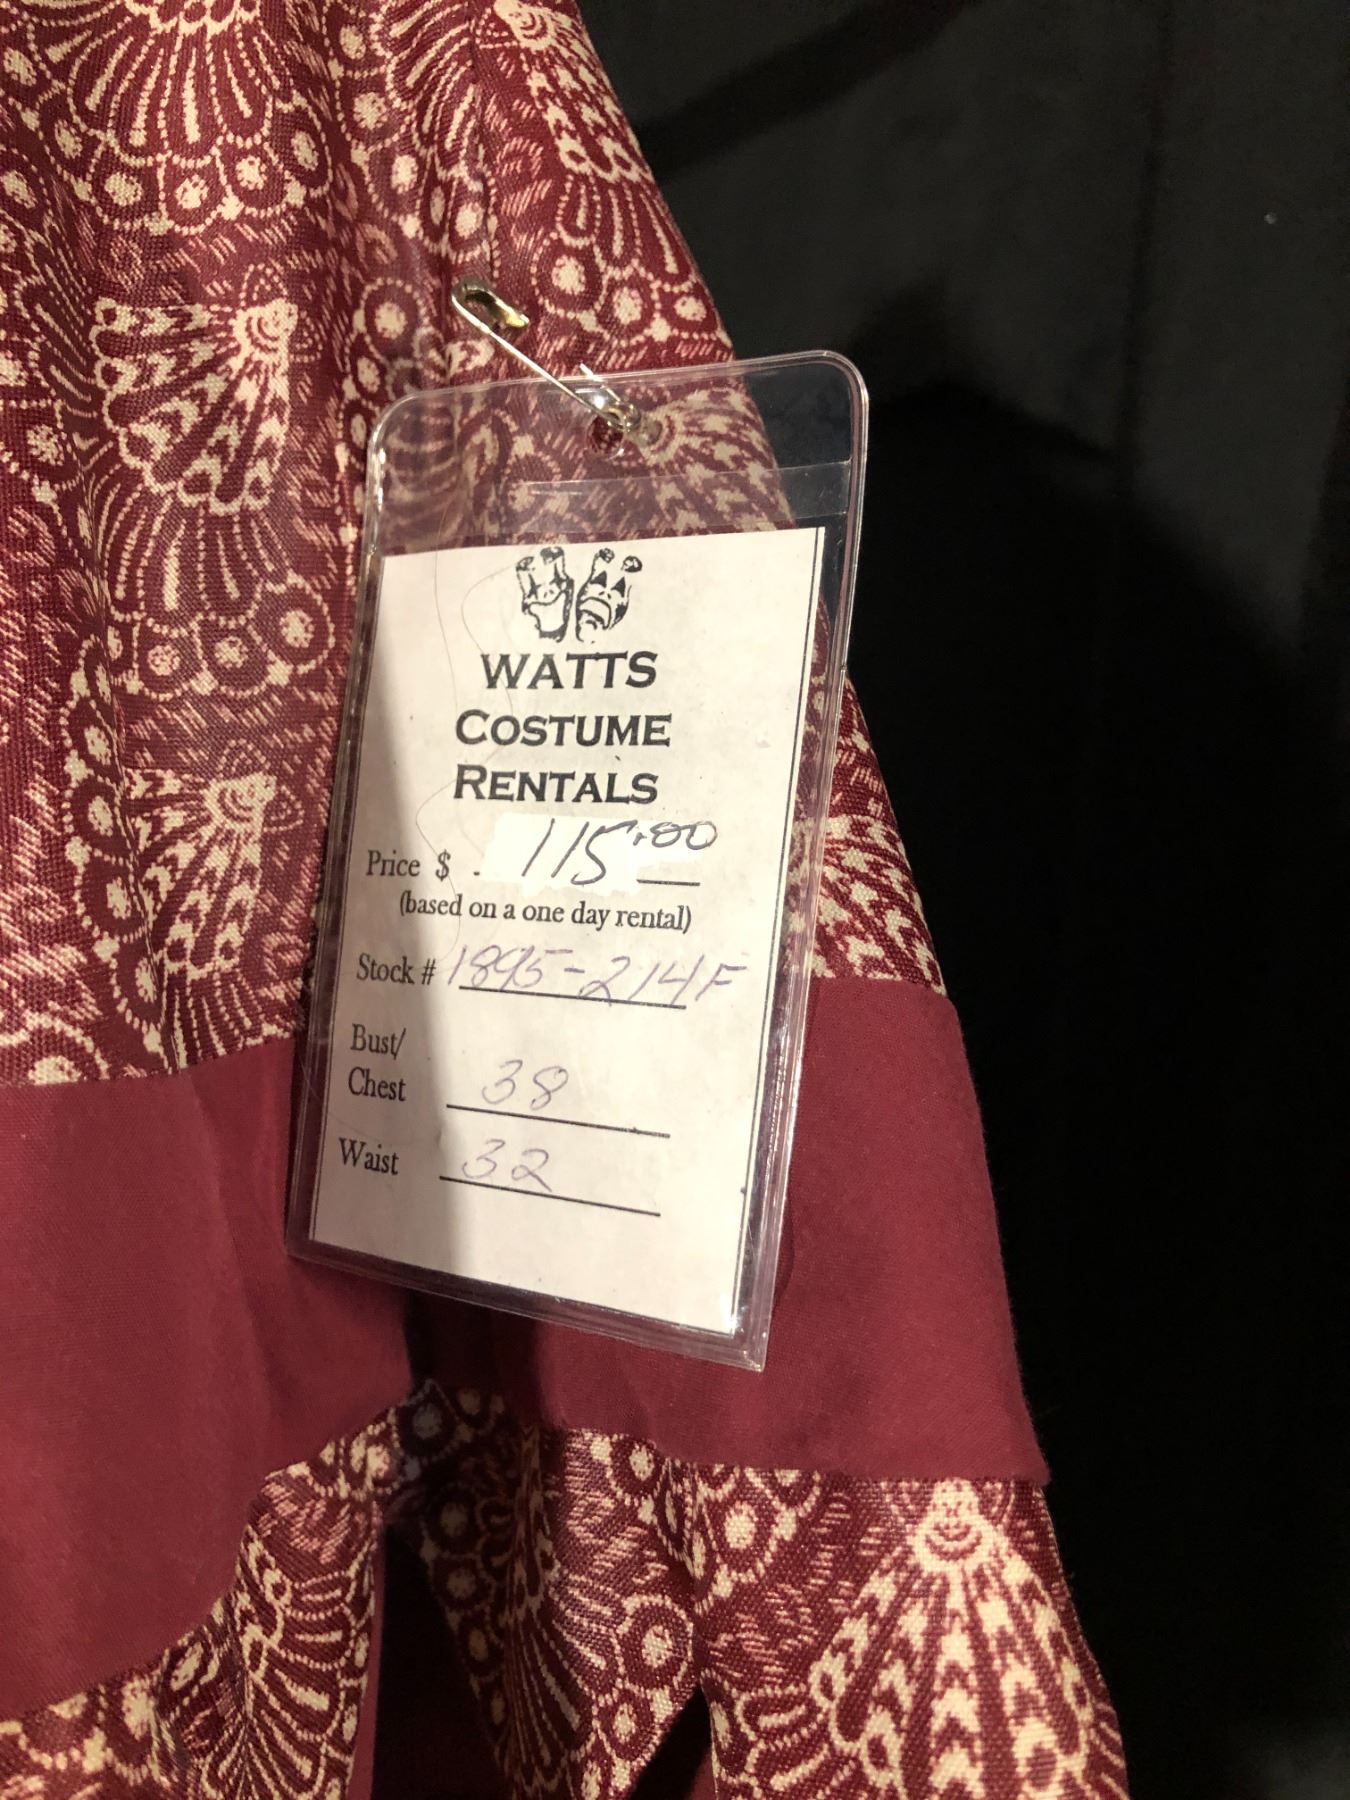 WATTS
COSTUME
RENTALS
Price $ 115.00
(based on a one day rental)
Stock # 1895-214F
Bust/
Chest 38
Waist 32